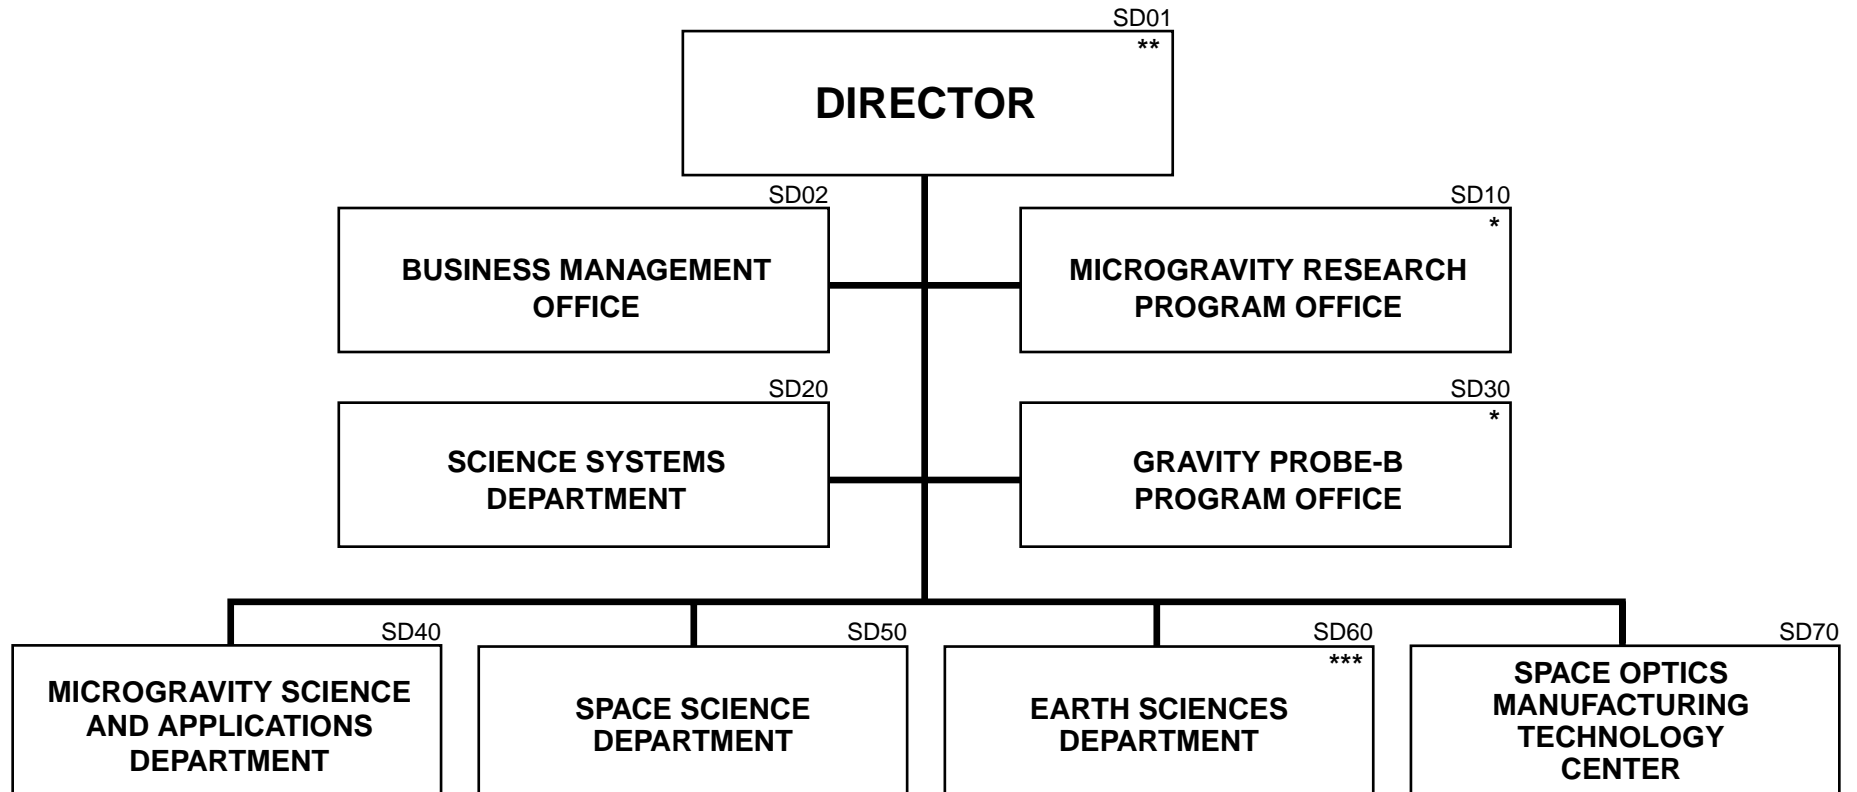 SD01
**
DIRECTOR
SD02
BUSINESS MANAGEMENT
OFFICE
SD10
*
MICROGRAVITY RESEARCH
PROGRAM OFFICE
SD20
SCIENCE SYSTEMS
DEPARTMENT
SD30
*
GRAVITY PROBE-B
PROGRAM OFFICE
SD40
MICROGRAVITY SCIENCE
AND APPLICATIONS
DEPARTMENT
SD50
SPACE SCIENCE
DEPARTMENT
SD60
***
EARTH SCIENCES
DEPARTMENT
SD70
SPACE OPTICS
MANUFACTURING
TECHNOLOGY
CENTER